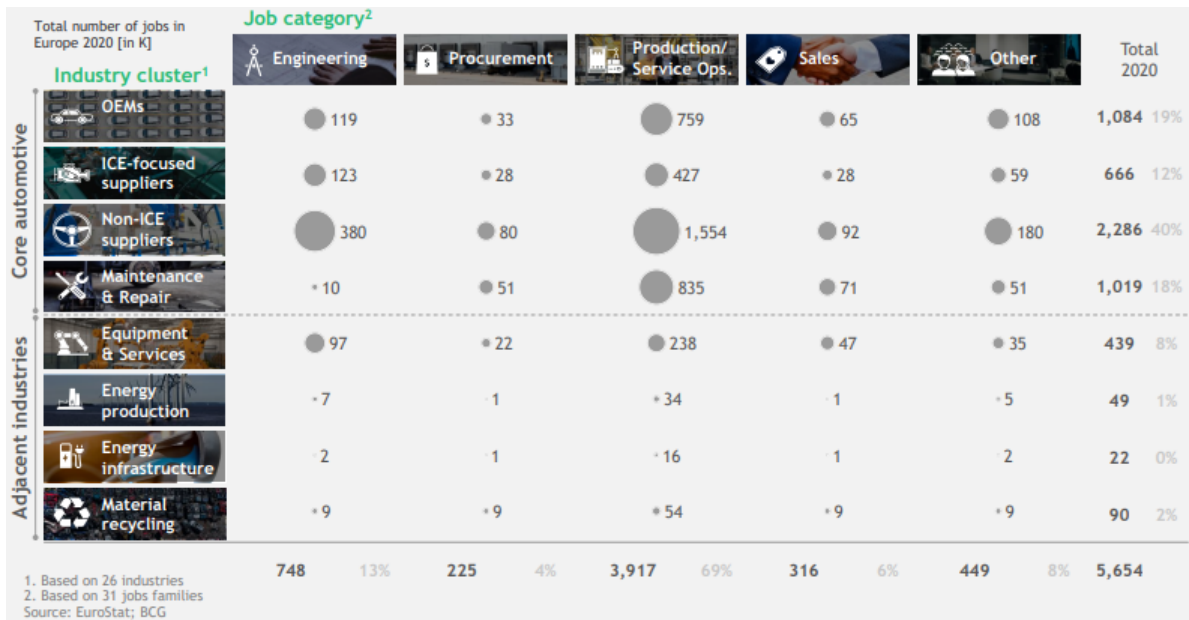 Total number of jobs in
Europe 2020 [in K]
Job category2
Industry cluster1
Engineering
Procurement
Production/
Service Ops.
Sales
Other
Total
2020
Core automotive
OEMs
119
33
759
65
108
1,084 19%
ICE-focused
suppliers
123
28
427
28
59
666 12%
Non-ICE
suppliers
380
80
1,554
92
180
2,286 40%
Maintenance
& Repair
10
51
835
71
51
1,019 18%
Adjacent industries
Equipment
& Services
97
22
238
47
35
439 8%
Energy
production
7
1
34
1
5
49 1%
Energy
infrastructure
2
1
16
1
2
22 0%
Material
recycling
9
9
54
9
9
90 2%
748 13%
225 4%
3,917 69%
316 6%
449 8%
5,654
1. Based on 26 industries
2. Based on 31 jobs families
Source: EuroStat; BCG